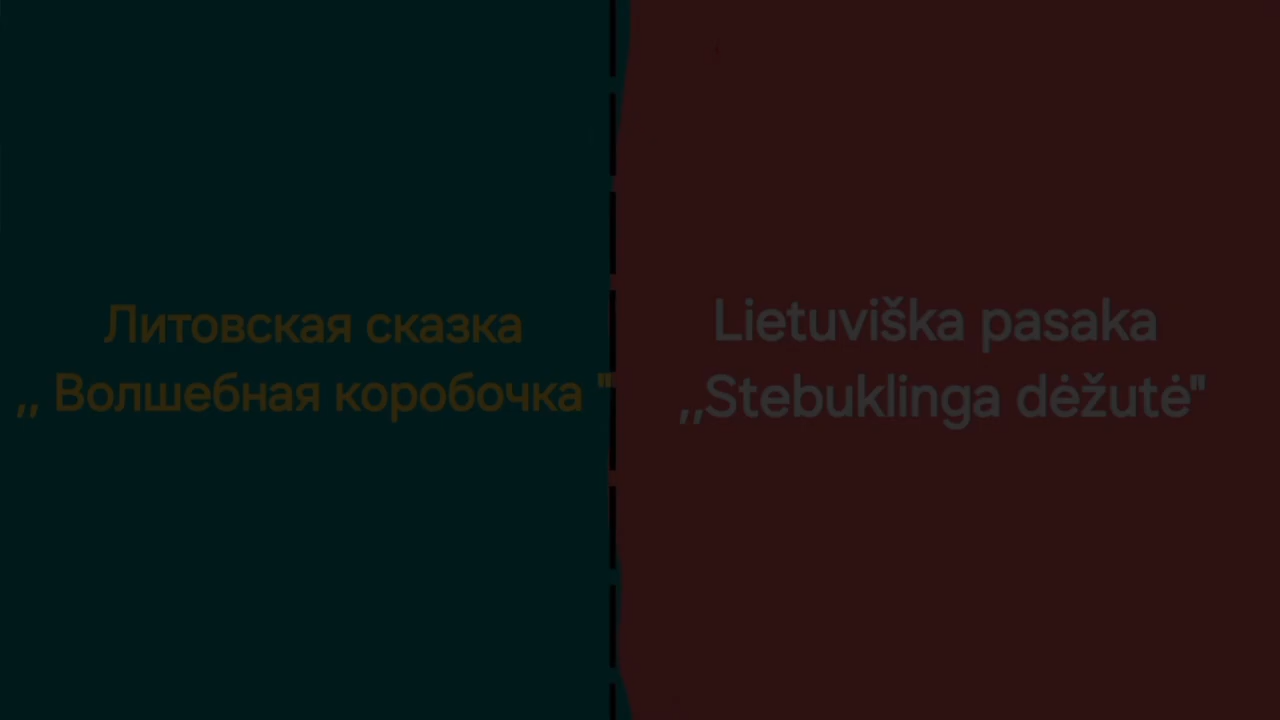 Литовская сказка
,, Волшебная коробочка "
Lietuviška pasaka
,,Stebuklinga dėžutė"